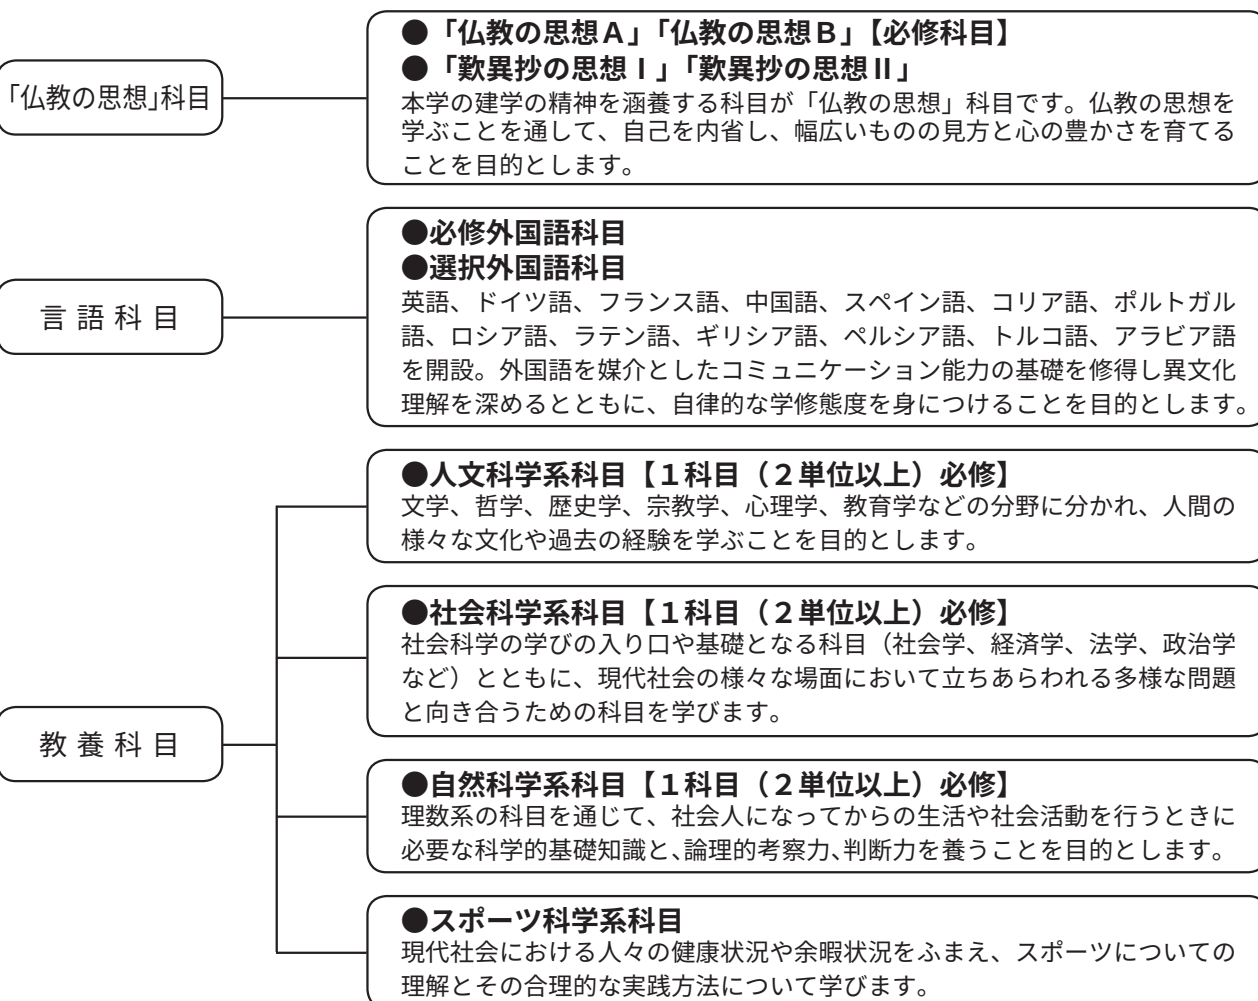 「仏教の思想」科目
●「仏教の思想A」「仏教の思想B」【必修科目】
●「歎異抄の思想Ⅰ」「歎異抄の思想Ⅱ」
本学の建学の精神を涵養する科目が「仏教の思想」科目です。仏教の思想を
学ぶことを通して、自己を内省し、幅広いものの見方と心の豊かさを育てる
ことを目的とします。
言語科目
●必修外国語科目
●選択外国語科目
英語、ドイツ語、フランス語、中国語、スペイン語、コリア語、ポルトガル
語、ロシア語、ラテン語、ギリシア語、ペルシア語、トルコ語、アラビア語
を開設。外国語を媒介としたコミュニケーション能力の基礎を修得し異文化
理解を深めるとともに、自律的な学修態度を身につけることを目的とします。
教養科目
●人文科学系科目【1科目(2単位以上)必修】
文学、哲学、歴史学、宗教学、心理学、教育学などの分野に分かれ、人間の
様々な文化や過去の経験を学ぶことを目的とします。
●社会科学系科目【1科目(2単位以上)必修】
社会科学の学びの入り口や基礎となる科目(社会学、経済学、法学、政治学
など)とともに、現代社会の様々な場面において立ちあらわれる多様な問題
と向き合うための科目を学びます。
●自然科学系科目【1科目(2単位以上)必修】
理数系の科目を通じて、社会人になってからの生活や社会活動を行うときに
必要な科学的基礎知識と、論理的考察力、判断力を養うことを目的とします。
●スポーツ科学系科目
現代社会における人々の健康状況や余暇状況をふまえ、スポーツについての
理解とその合理的な実践方法について学びます。